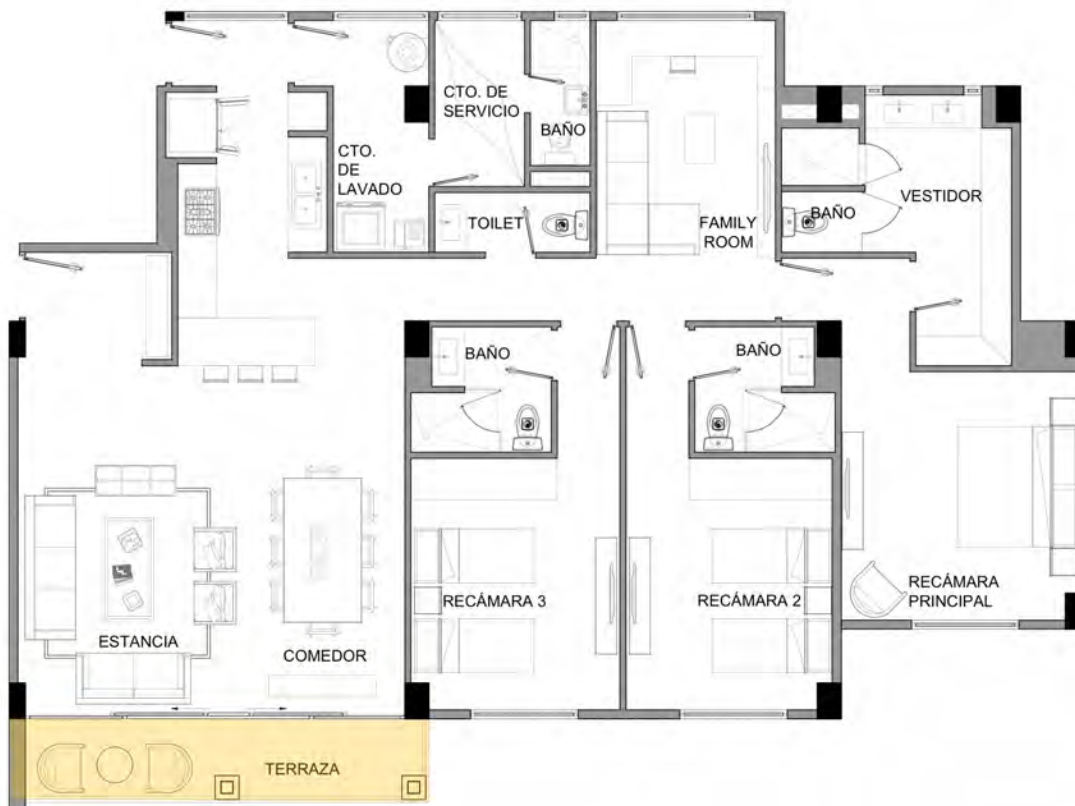 CTO. DE
SERVICIO
BAÑO
CTO.
DE
LAVADO
TOILET
FAMILY
ROOM
BAÑO
VESTIDOR
BAÑO
BAÑO
RECÁMARA 3
RECÁMARA 2
RECÁMARA
PRINCIPAL
ESTANCIA
COMEDOR
TERRAZA